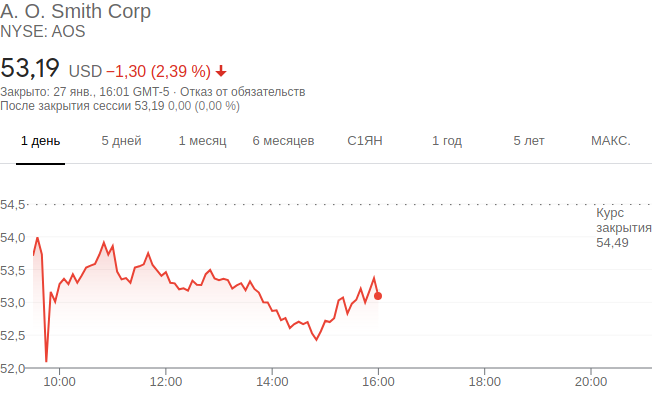 A. O. Smith Corp
NYSE: AOS
53,19 USD −1,30 (2,39 %)
Закрыто: 27 янв., 16:01 GMT-5 · Отказ от обязательств
После закрытия сессии 53,19 0,00 (0,00 %)
1 день 5 дней 1 месяц 6 месяцев С1ЯН 1 год 5 лет МАКС.
54,5
Курс
закрытия
54,49
54,0
53,5
53,0
52,5
52,0
10:00 12:00 14:00 16:00 18:00 20:00